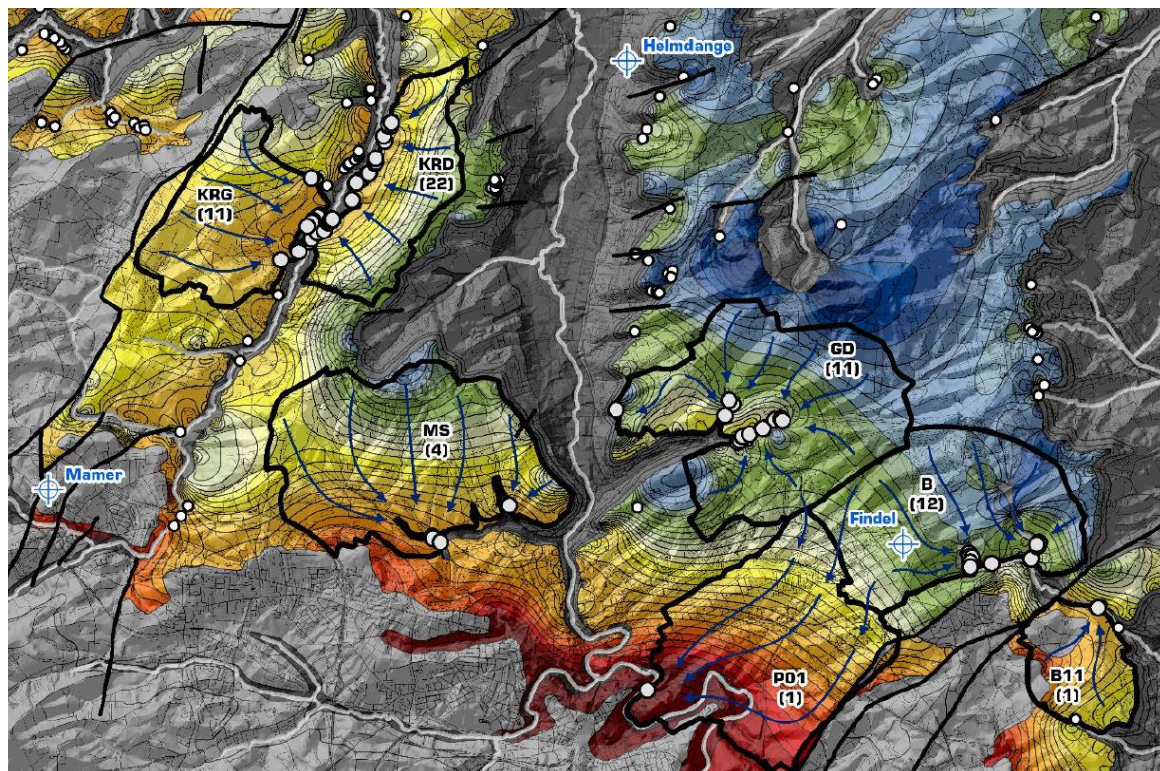 Helmdange
KRD
(22)
KRG
(11)
GD
(11)
MS
(4)
Mamer
B
(12)
Findel
P01
(1)
B11
(1)